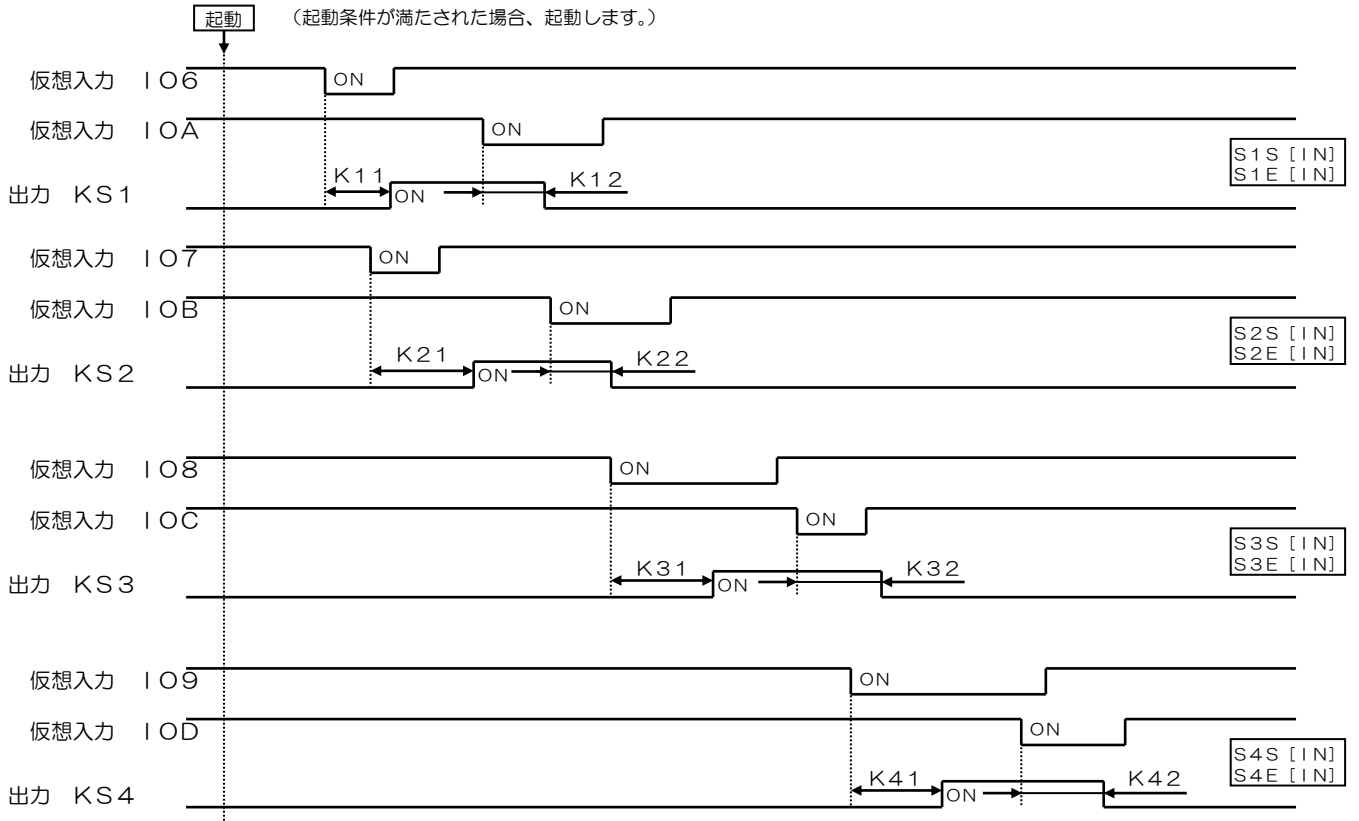 起動 （起動条件が満たされた場合、起動します。）
仮想入力 ＩＯ６ ON
仮想入力 ＩＯＡ ON
S1S [IN]
S1E [IN]
出力 ＫＳ１ K11 ON K12
仮想入力 ＩＯ７ ON
仮想入力 ＩＯＢ ON
S2S [IN]
S2E [IN]
出力 ＫＳ２ K21 ON K22
仮想入力 ＩＯ８ ON
仮想入力 ＩＯＣ ON
S3S [IN]
S3E [IN]
出力 ＫＳ３ K31 ON K32
仮想入力 ＩＯ９ ON
仮想入力 ＩＯＤ ON
S4S [IN]
S4E [IN]
出力 ＫＳ４ K41 ON K42